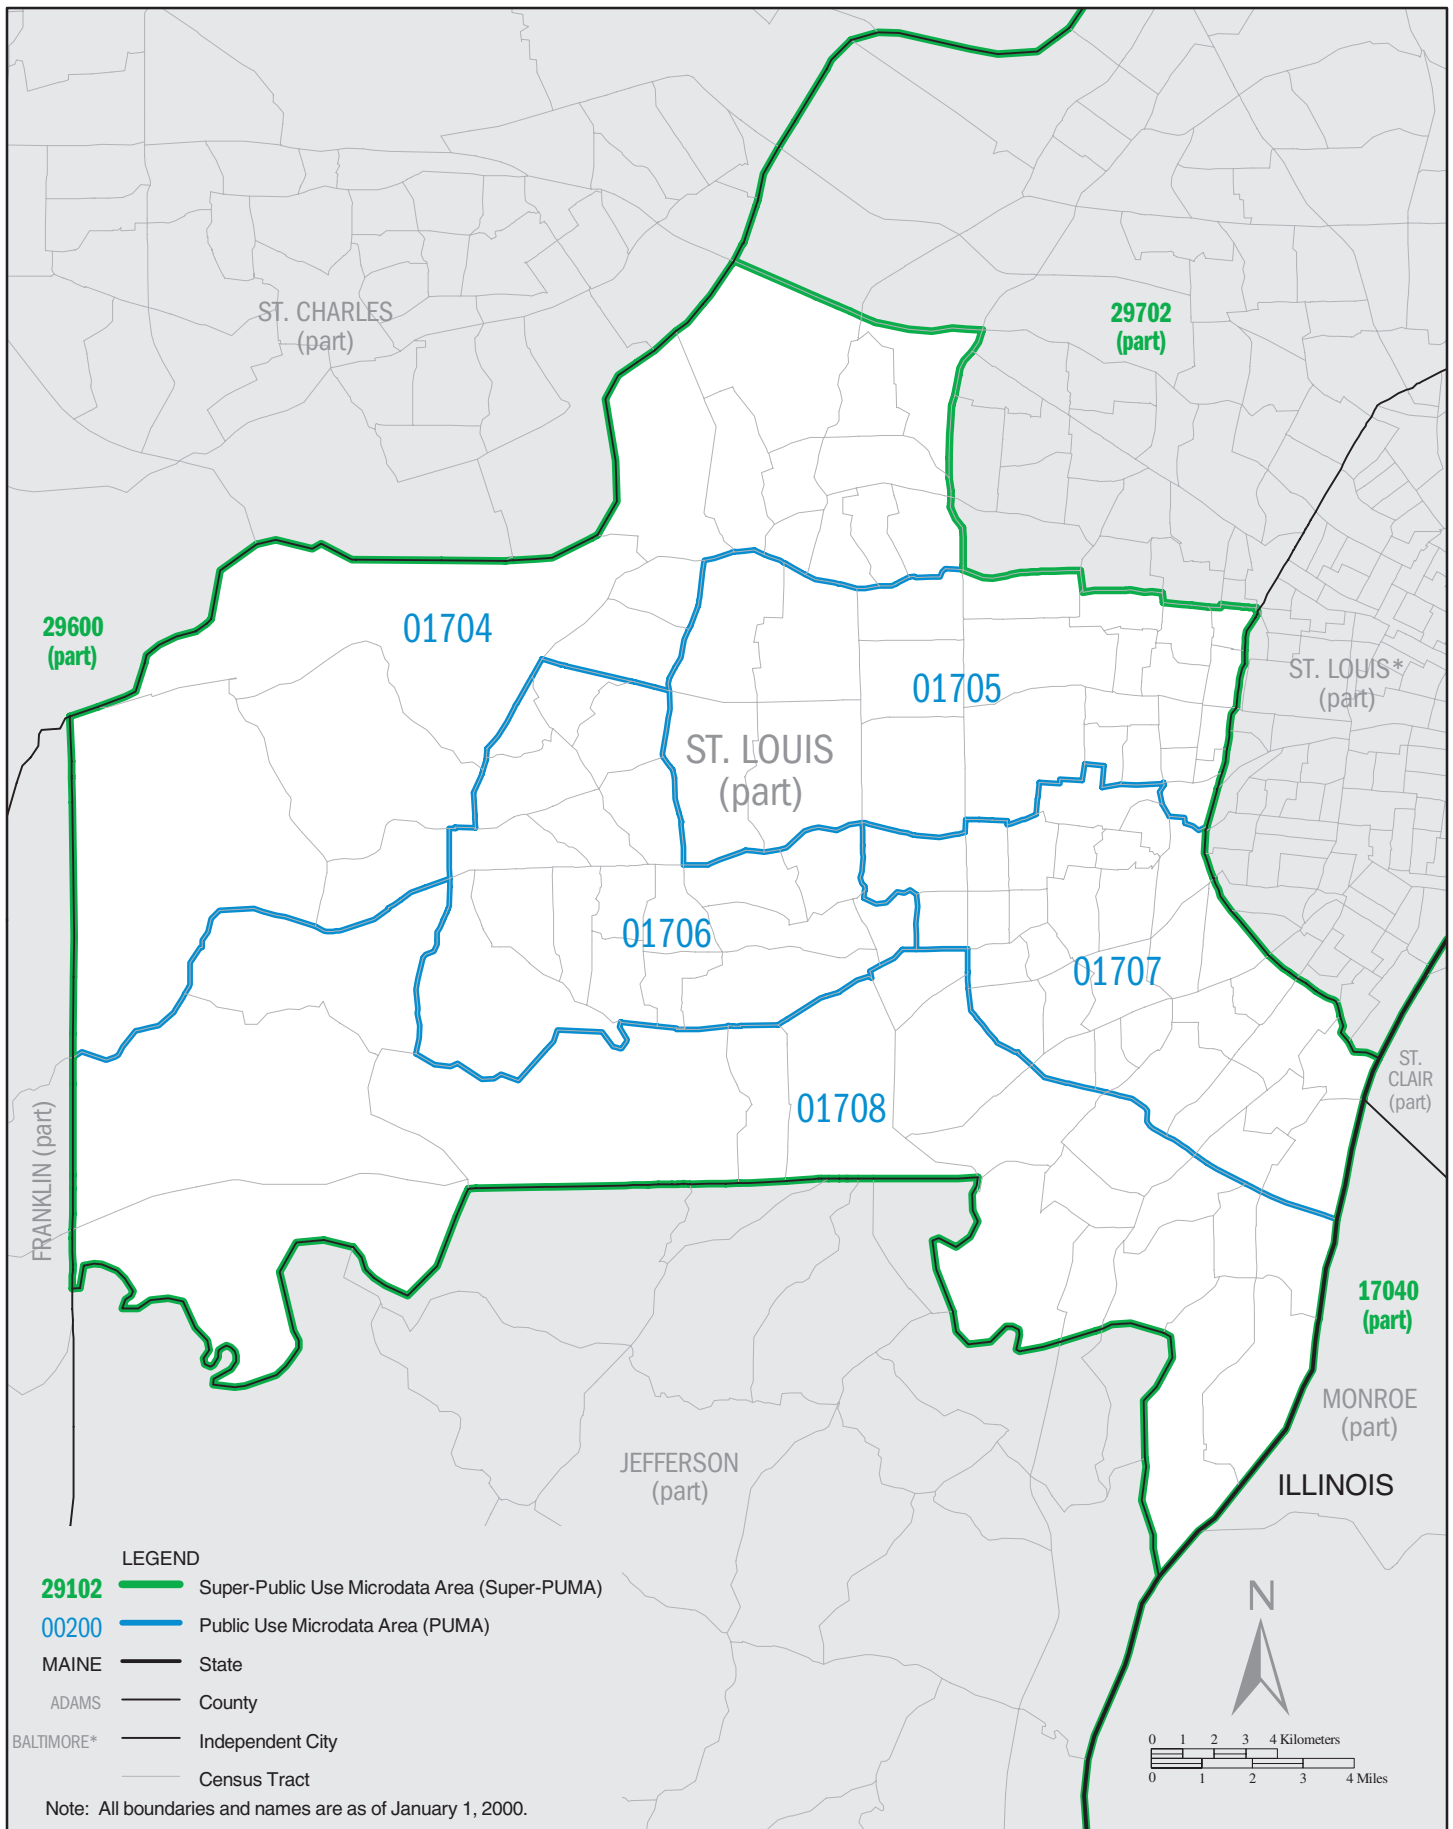 ST. CHARLES
(part)
29702
(part)
29600
(part)
01704
01705
ST. LOUIS*
(part)
ST. LOUIS
(part)
01706
01707
01708
ST.
CLAIR
(part)
FRANKLIN (part)
17040
(part)
MONROE
(part)
JEFFERSON
(part)
ILLINOIS
LEGEND
29102 Super-Public Use Microdata Area (Super-PUMA)
00200 Public Use Microdata Area (PUMA)
MAINE State
ADAMS County
BALTIMORE* Independent City
Census Tract
Note: All boundaries and names are as of January 1, 2000.
N
0 1 2 3 4 Kilometers
0 1 2 3 4 Miles